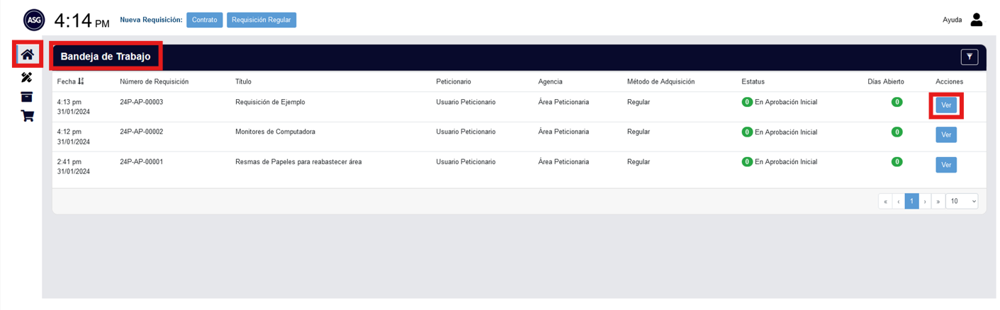 ASG 4:14 PM Nueva Requisición: Contrato Requisición Regular Ayuda
Bandeja de Trabajo
Fecha Número de Requisición Título Peticionario Agencia Método de Adquisición Estatus Días Abierto Acciones
4:13 pm 24P-AP-00003 Requisición de Ejemplo Usuario Peticionario Área Peticionaria Regular 0 En Aprobación Inicial 0 Ver
31/01/2024
4:12 pm 24P-AP-00002 Monitores de Computadora Usuario Peticionario Área Peticionaria Regular 0 En Aprobación Inicial 0 Ver
31/01/2024
2:41 pm 24P-AP-00001 Resmas de Papeles para reabastecer área Usuario Peticionario Área Peticionaria Regular 0 En Aprobación Inicial 0 Ver
31/01/2024
« ‹ 1 › » 10